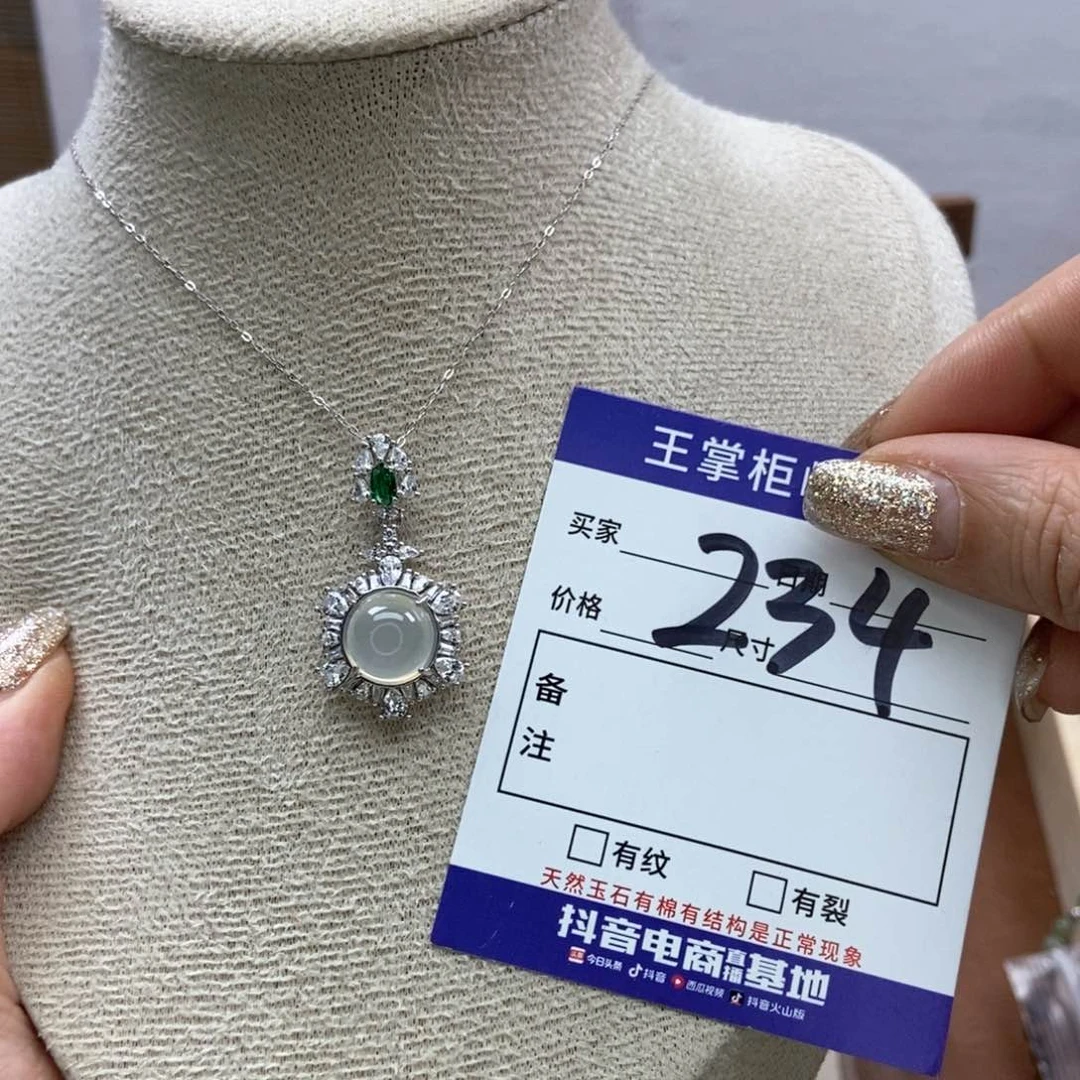 王掌柜
买家
日期
价格
尺寸
234
备注
有纹
有裂
天然玉石有棉有结构是正常现象
抖音电商直播基地
今日头条 抖音 西瓜视频 抖音火山版